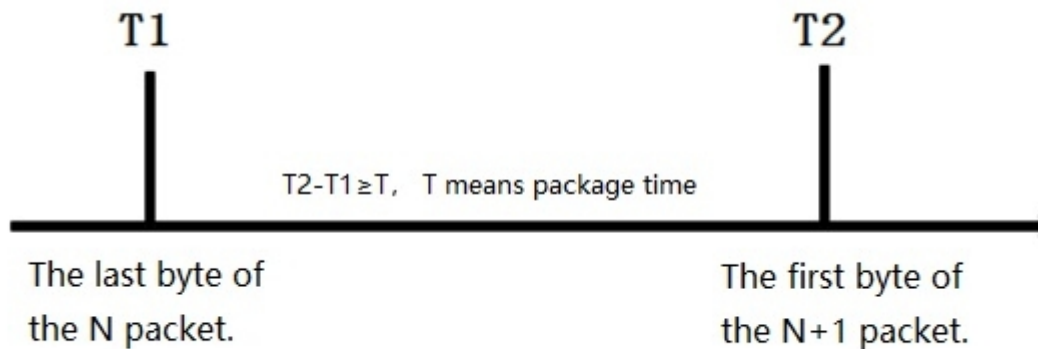 T1
T2
T2-T1≥T, T means package time
The last byte of
the N packet.
The first byte of
the N+1 packet.